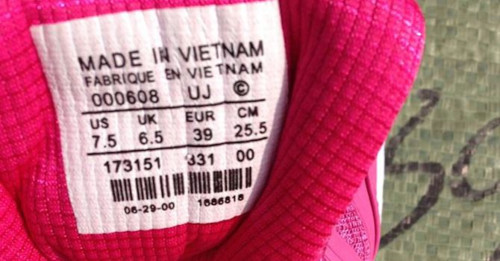 MADE IN VIETNAM
FABRIQUE EN VIETNAM
000608 UJ ©
US UK EUR CM
7.5 6.5 39 25.5
173151 331 00
06-29-00 1686818